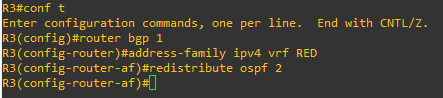 R3#conf t
Enter configuration commands, one per line.  End with CNTL/Z.
R3(config)#router bgp 1
R3(config-router)#address-family ipv4 vrf RED
R3(config-router-af)#redistribute ospf 2
R3(config-router-af)#